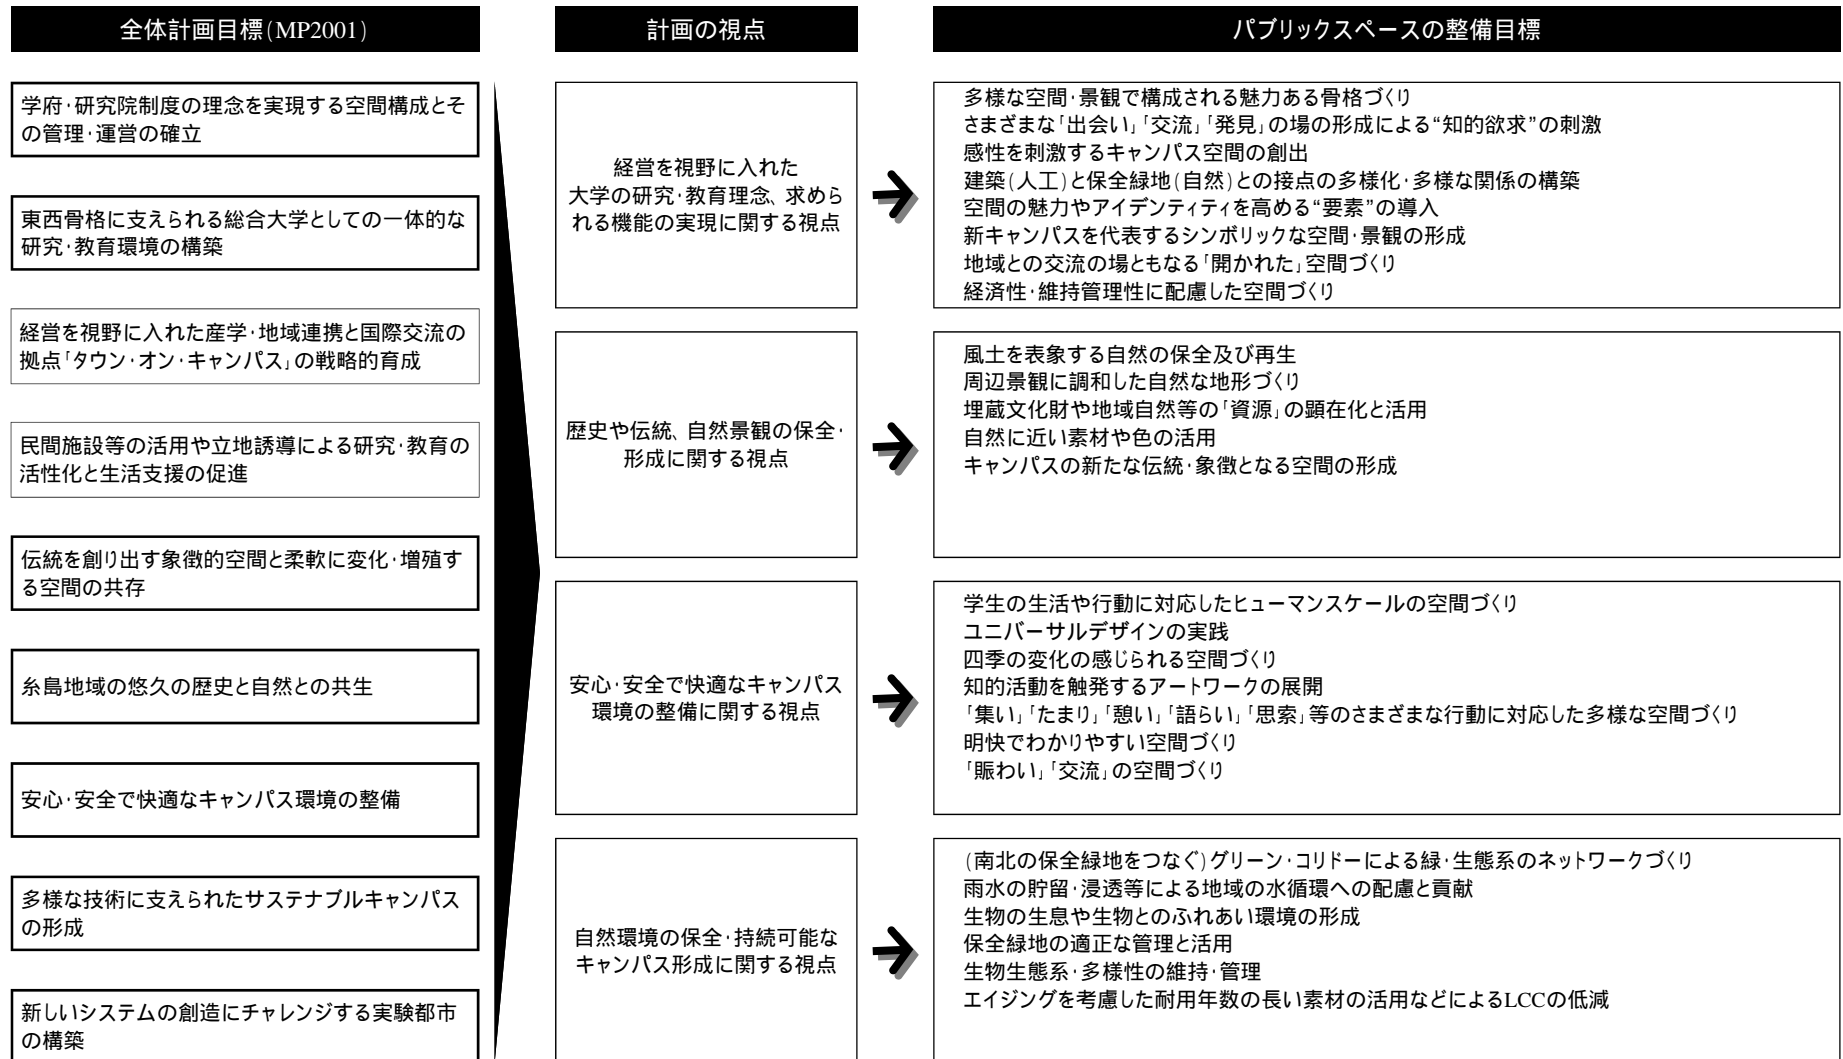 全体計画目標(MP2001)
計画の視点
パブリックスペースの整備目標
学府･研究院制度の理念を実現する空間構成とそ
の管理･運営の確立
東西骨格に支えられる総合大学としての一体的な
研究･教育環境の構築
経営を視野に入れた産学･地域連携と国際交流の
拠点｢タウン･オン･キャンパス｣の戦略的育成
民間施設等の活用や立地誘導による研究･教育の
活性化と生活支援の促進
伝統を創り出す象徴的空間と柔軟に変化･増殖す
る空間の共存
糸島地域の悠久の歴史と自然との共生
安心･安全で快適なキャンパス環境の整備
多様な技術に支えられたサステナブルキャンパス
の形成
新しいシステムの創造にチャレンジする実験都市
の構築
経営を視野に入れた
大学の研究･教育理念、求めら
れる機能の実現に関する視点
多様な空間･景観で構成される魅力ある骨格づくり
さまざまな｢出会い｣｢交流｣｢発見｣の場の形成による“知的欲求”の刺激
感性を刺激するキャンパス空間の創出
建築(人工)と保全緑地(自然)との接点の多様化･多様な関係の構築
空間の魅力やアイデンティティを高める“要素”の導入
新キャンパスを代表するシンボリックな空間･景観の形成
地域との交流の場ともなる｢開かれた｣空間づくり
経済性･維持管理性に配慮した空間づくり
歴史や伝統、自然景観の保全･
形成に関する視点
風土を表象する自然の保全及び再生
周辺景観に調和した自然な地形づくり
埋蔵文化財や地域自然等の｢資源｣の顕在化と活用
自然に近い素材や色の活用
キャンパスの新たな伝統･象徴となる空間の形成
安心･安全で快適なキャンパス
環境の整備に関する視点
学生の生活や行動に対応したヒューマンスケールの空間づくり
ユニバーサルデザインの実践
四季の変化の感じられる空間づくり
知的活動を触発するアートワークの展開
｢集い｣｢たまり｣｢憩い｣｢語らい｣｢思索｣等のさまざまな行動に対応した多様な空間づくり
明快でわかりやすい空間づくり
｢賑わい｣｢交流｣の空間づくり
自然環境の保全･持続可能な
キャンパス形成に関する視点
(南北の保全緑地をつなぐ)グリーン･コリドーによる緑･生態系のネットワークづくり
雨水の貯留･浸透等による地域の水循環への配慮と貢献
生物の生息や生物とのふれあい環境の形成
保全緑地の適正な管理と活用
生物生態系･多様性の維持･管理
エイジングを考慮した耐用年数の長い素材の活用などによるLCCの低減